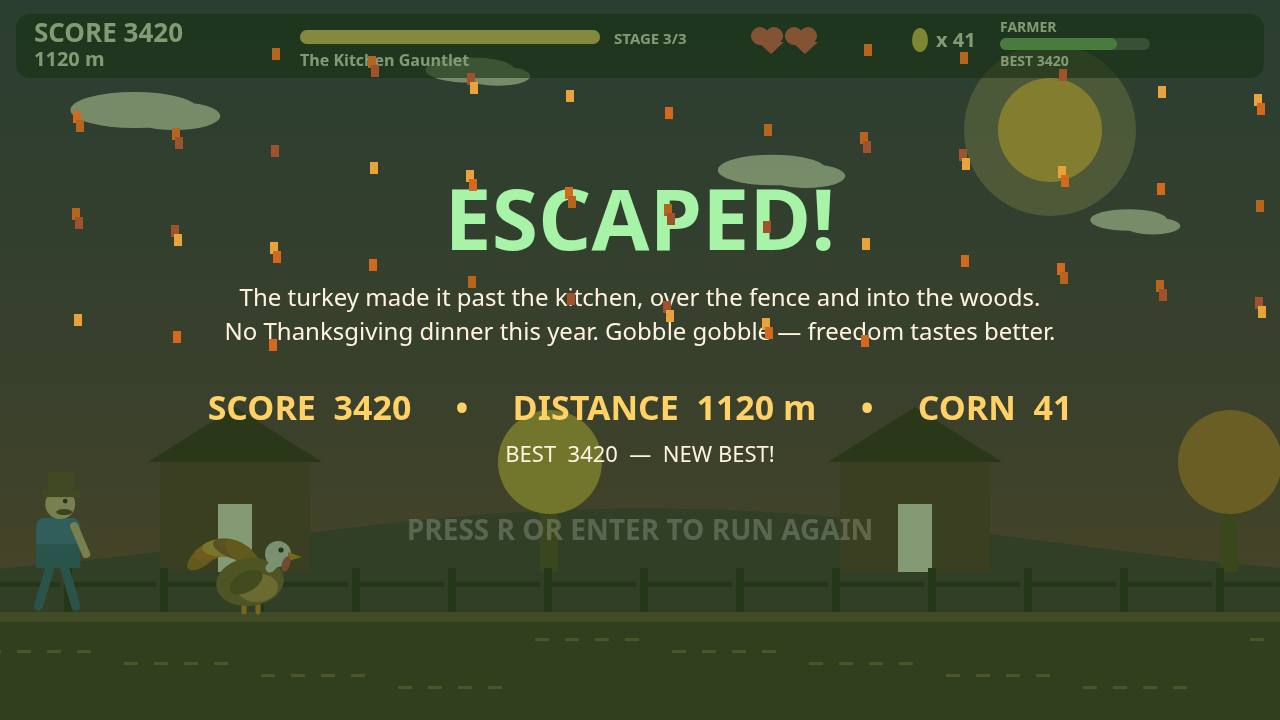 SCORE 3420
1120 m
The Kitchen Gauntlet
STAGE 3/3
x 41
FARMER
BEST 3420
ESCAPED!
The turkey made it past the kitchen, over the fence and into the woods.
No Thanksgiving dinner this year. Gobble gobble — freedom tastes better.
SCORE 3420 • DISTANCE 1120 m • CORN 41
BEST 3420 — NEW BEST!
PRESS R OR ENTER TO RUN AGAIN